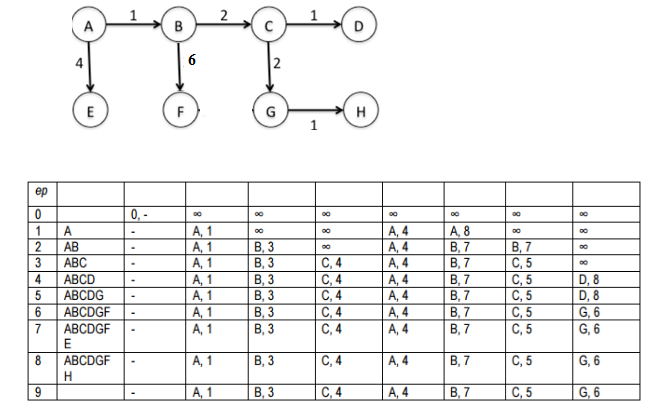 1 2 1
A B C D
4 6 2
E F G H
1
ep
0 0, - ∞ ∞ ∞ ∞ ∞ ∞ ∞
1 A - A, 1 ∞ ∞ A, 4 A, 8 ∞ ∞
2 AB - A, 1 B, 3 ∞ A, 4 B, 7 B, 7 ∞
3 ABC - A, 1 B, 3 C, 4 A, 4 B, 7 C, 5 ∞
4 ABCD - A, 1 B, 3 C, 4 A, 4 B, 7 C, 5 D, 8
5 ABCDG - A, 1 B, 3 C, 4 A, 4 B, 7 C, 5 D, 8
6 ABCDGF - A, 1 B, 3 C, 4 A, 4 B, 7 C, 5 G, 6
7 ABCDGF - A, 1 B, 3 C, 4 A, 4 B, 7 C, 5 G, 6
E
8 ABCDGF - A, 1 B, 3 C, 4 A, 4 B, 7 C, 5 G, 6
H
9 - A, 1 B, 3 C, 4 A, 4 B, 7 C, 5 G, 6